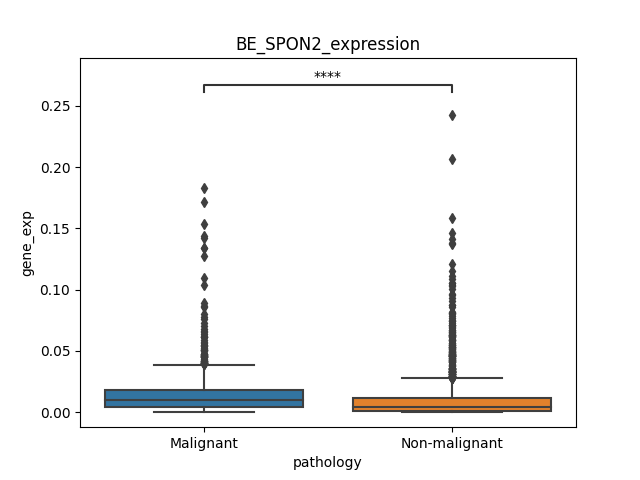 BE_SPON2_expression
****
0.25
0.20
0.15
0.10
0.05
0.00
gene_exp
Malignant
Non-malignant
pathology